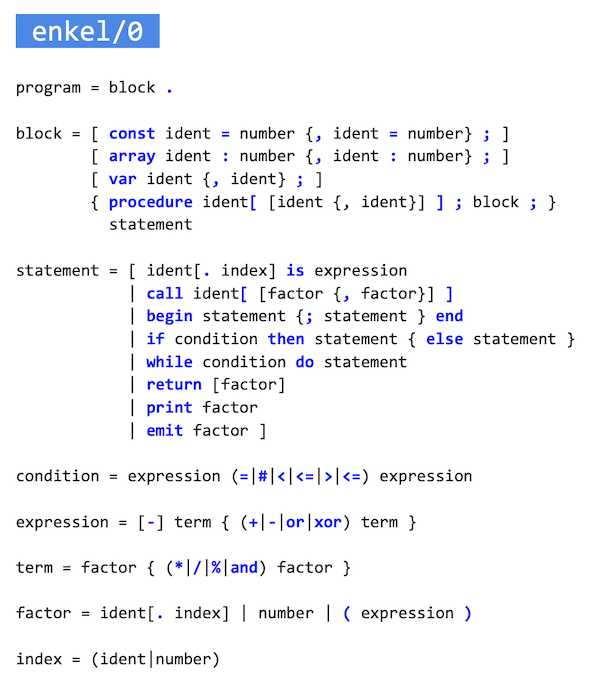 enkel/0
program = block .
block = [ const ident = number {, ident = number} ; ]
[ array ident : number {, ident : number} ; ]
[ var ident {, ident} ; ]
{ procedure ident[ [ident {, ident}] ] ; block ; }
statement
statement = [ ident[. index] is expression
| call ident[ [factor {, factor}] ]
| begin statement {; statement } end
| if condition then statement { else statement }
| while condition do statement
| return [factor]
| print factor
| emit factor ]
condition = expression (=|#|<|<=|>|<=) expression
expression = [-] term { (+|-|or|xor) term }
term = factor { (*|/|%|and) factor }
factor = ident[. index] | number | ( expression )
index = (ident|number)